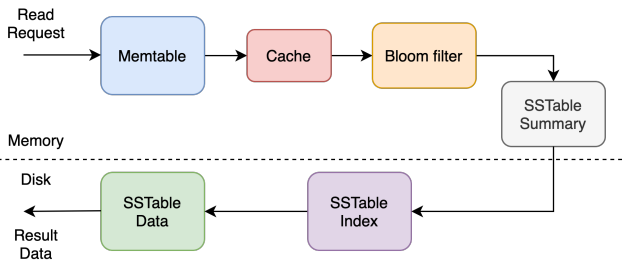 Read
Request
Memtable
Cache
Bloom filter
SSTable
Summary
Memory
Disk
SSTable
Data
SSTable
Index
Result
Data